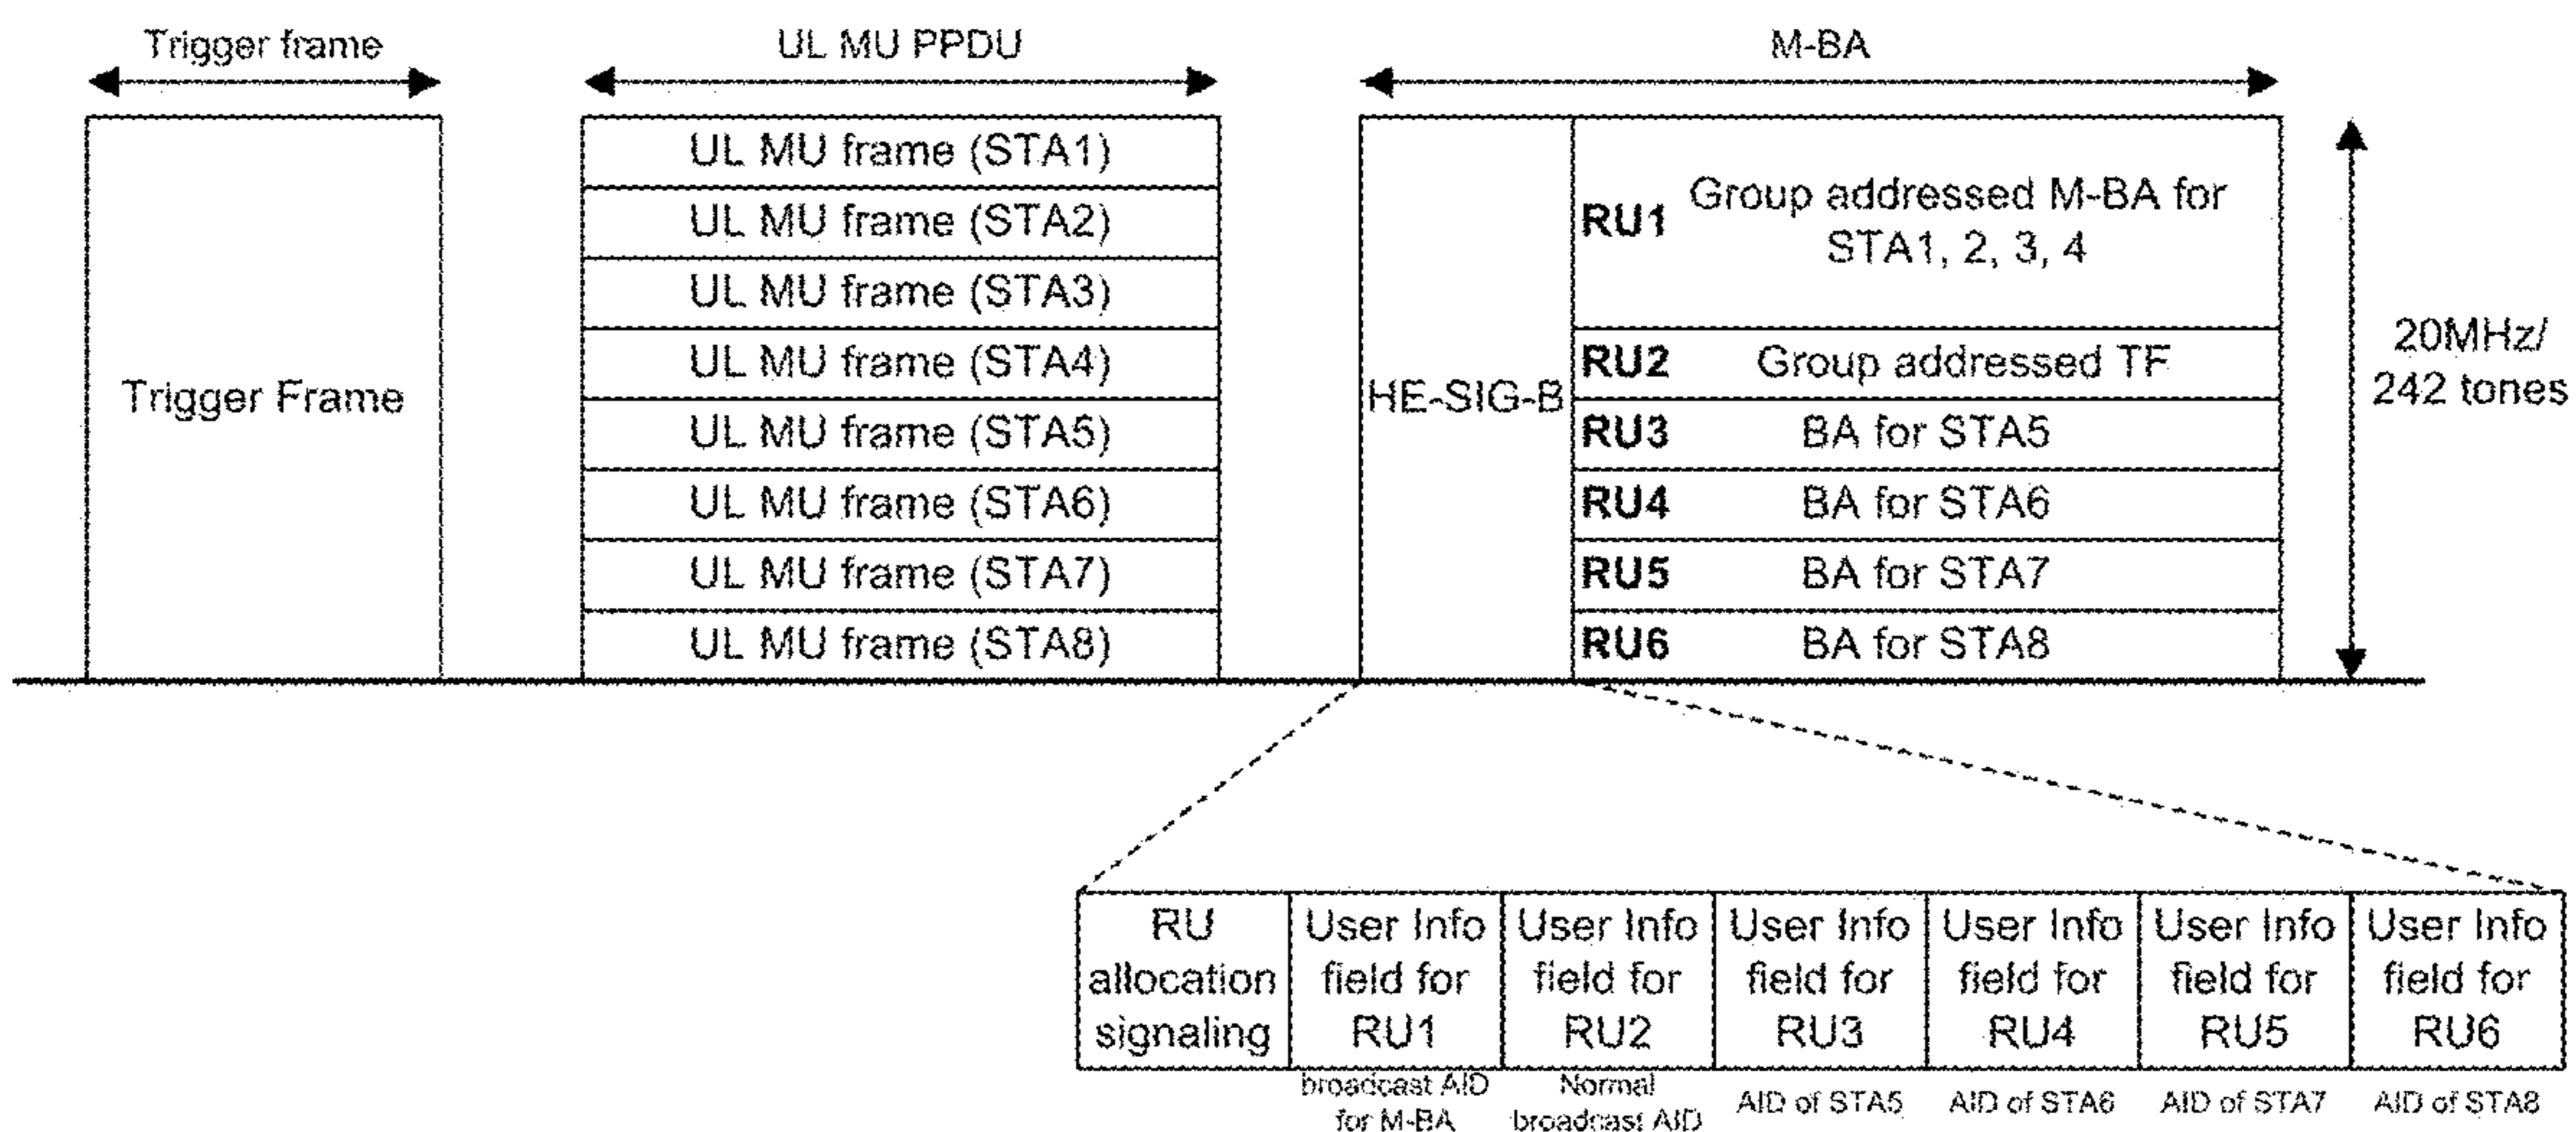 Trigger frame
UL MU PPDU
M-BA
Trigger Frame
UL MU frame (STA1)
UL MU frame (STA2)
UL MU frame (STA3)
UL MU frame (STA4)
UL MU frame (STA5)
UL MU frame (STA6)
UL MU frame (STA7)
UL MU frame (STA8)
HE-SIG-B
RU1 Group addressed M-BA for
STA1, 2, 3, 4
RU2 Group addressed TF
RU3 BA for STA5
RU4 BA for STA6
RU5 BA for STA7
RU6 BA for STA8
20MHz/
242 tones
RU
allocation
signaling
User Info
field for
RU1
User Info
field for
RU2
User Info
field for
RU3
User Info
field for
RU4
User Info
field for
RU5
User Info
field for
RU6
broadcast AID
for M-BA
Normal
broadcast AID
AID of STA5
AID of STA6
AID of STA7
AID of STA8